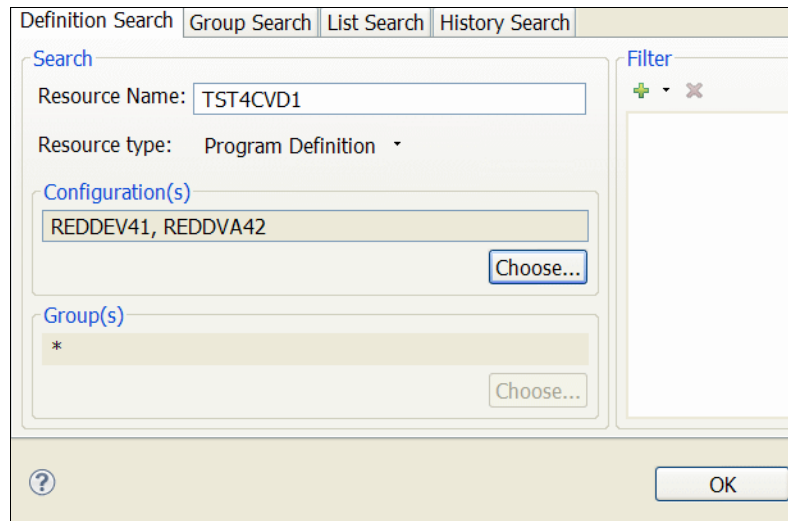 Definition Search Group Search List Search History Search
Search
Filter
Resource Name: TST4CVD1
Resource type: Program Definition
Configuration(s)
REDDEV41, REDDVA42
Choose...
Group(s)
*
Choose...
?
OK